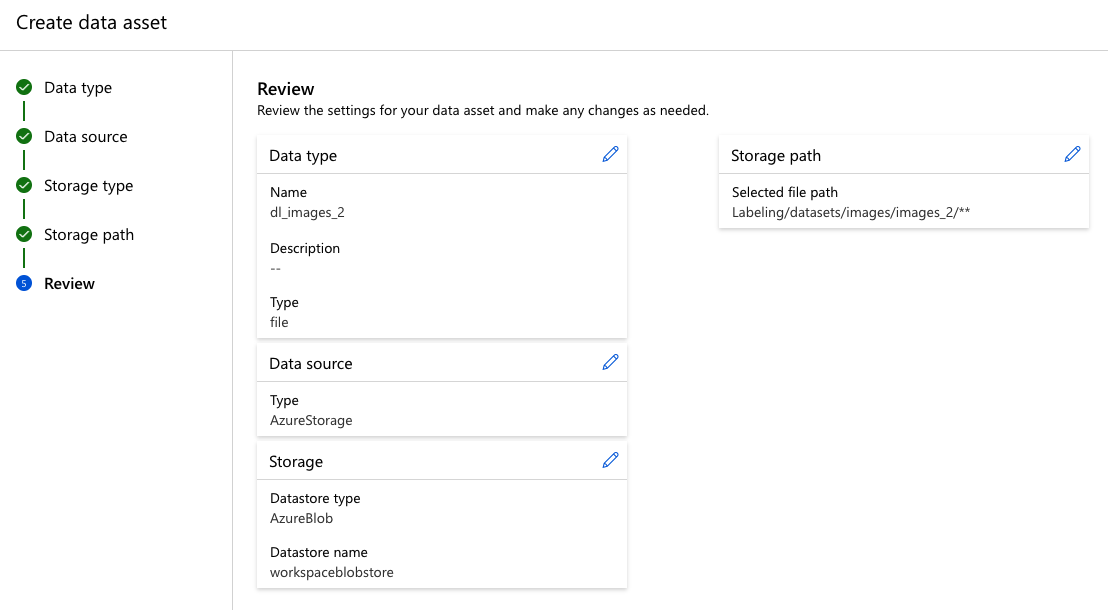 Create data asset
Data type
Data source
Storage type
Storage path
5 Review
Review
Review the settings for your data asset and make any changes as needed.
Data type
Name
dl_images_2
Description
--
Type
file
Data source
Type
AzureStorage
Storage
Datastore type
AzureBlob
Datastore name
workspaceblobstore
Storage path
Selected file path
Labeling/datasets/images/images_2/**